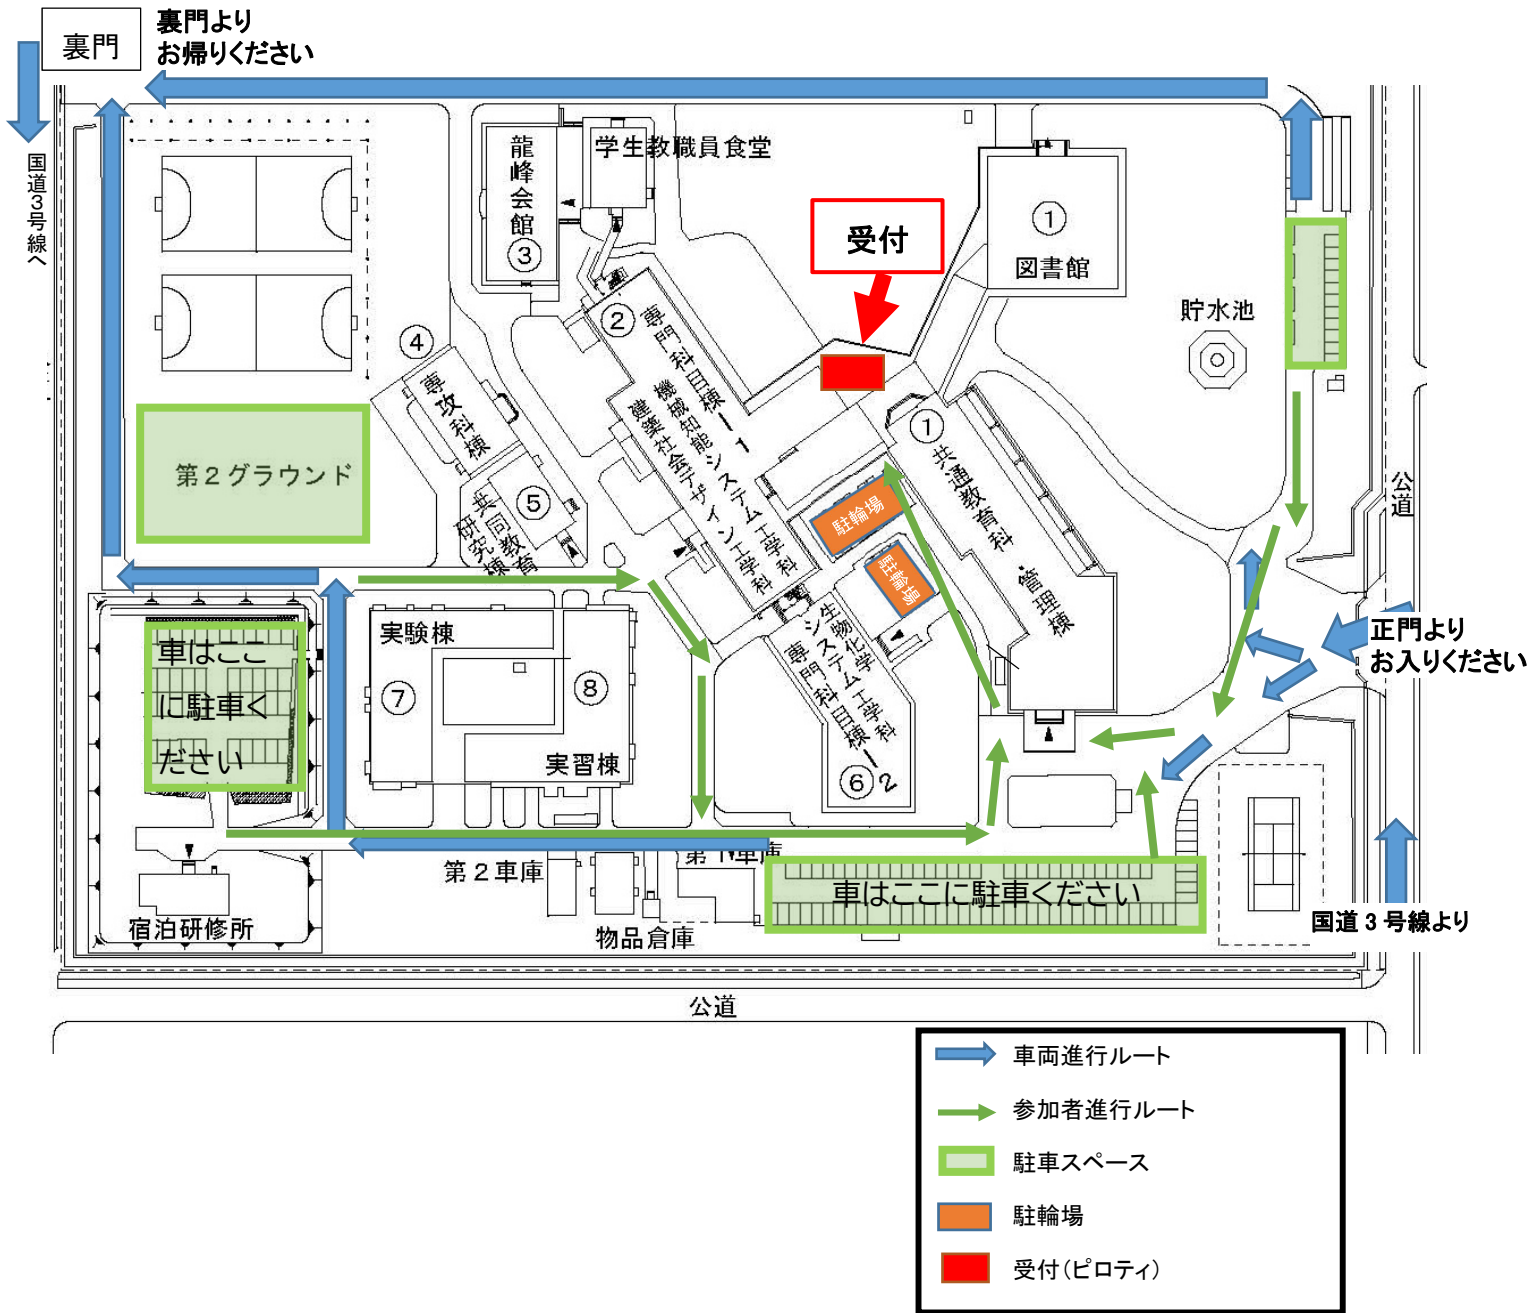 裏門
裏門より
お帰りください
国道3号線へ
龍峰会館
③
学生教職員食堂
受付
①
図書館
貯水池
②
専門科目棟ー1
機械知能システム工学科
建築社会デザイン工学科
④
専攻科棟
第2グラウンド
⑤
共同教育
研究棟
①
共通教育科・管理棟
駐輪場
駐輪場
公道
正門より
お入りください
実験棟
⑦
⑧
実習棟
生物化学
システム工学科
専門科目棟ー2
⑥
車はここ
に駐車く
ださい
第2車庫
第1車庫
車はここに駐車ください
宿泊研修所
物品倉庫
国道3号線より
公道
車両進行ルート
参加者進行ルート
駐車スペース
駐輪場
受付(ピロティ)